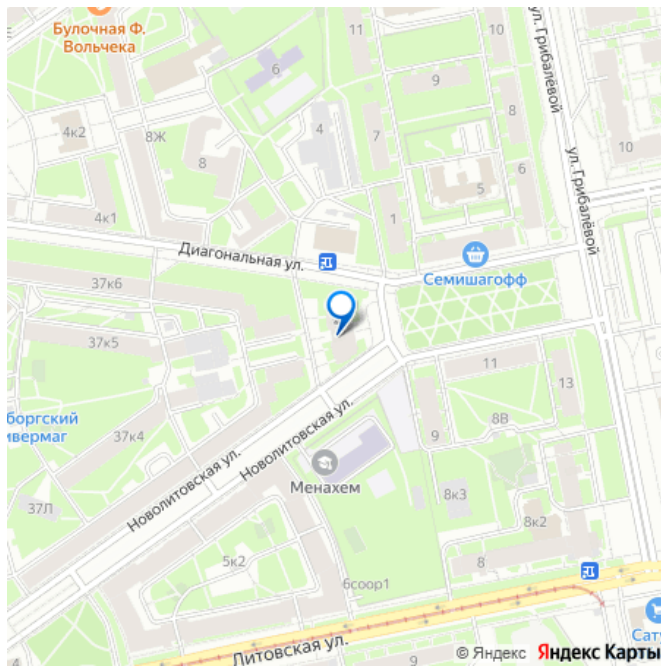 Булочная Ф.
Вольчека
11
10
ул. Грибалёвой
6
9
4к2
8Ж
4
7
8
8
ул. Грибалёвой
10
5
6
4к1
1
Диагональная ул.
Семишагофф
37к6
37к5
11
13
боргский
ивермаг
37к4
Новолитовская ул.
Новолитовская ул.
9
8В
Менахем
37Л
8к3
8к2
5к2
8
6соор1
Литовская ул.
Сат
© Яндекс Яндекс Карты